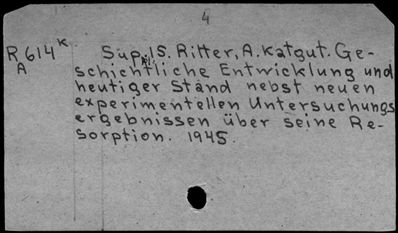 4
R614ᴷ Sup. 15. Ritter, A. Katgut. Ge-
A schichtliche Entwicklung und
heutiger Stand nebst neuen
experimentellen Untersuchungs
ergebnissen über seine Re-
sorption. 1945.